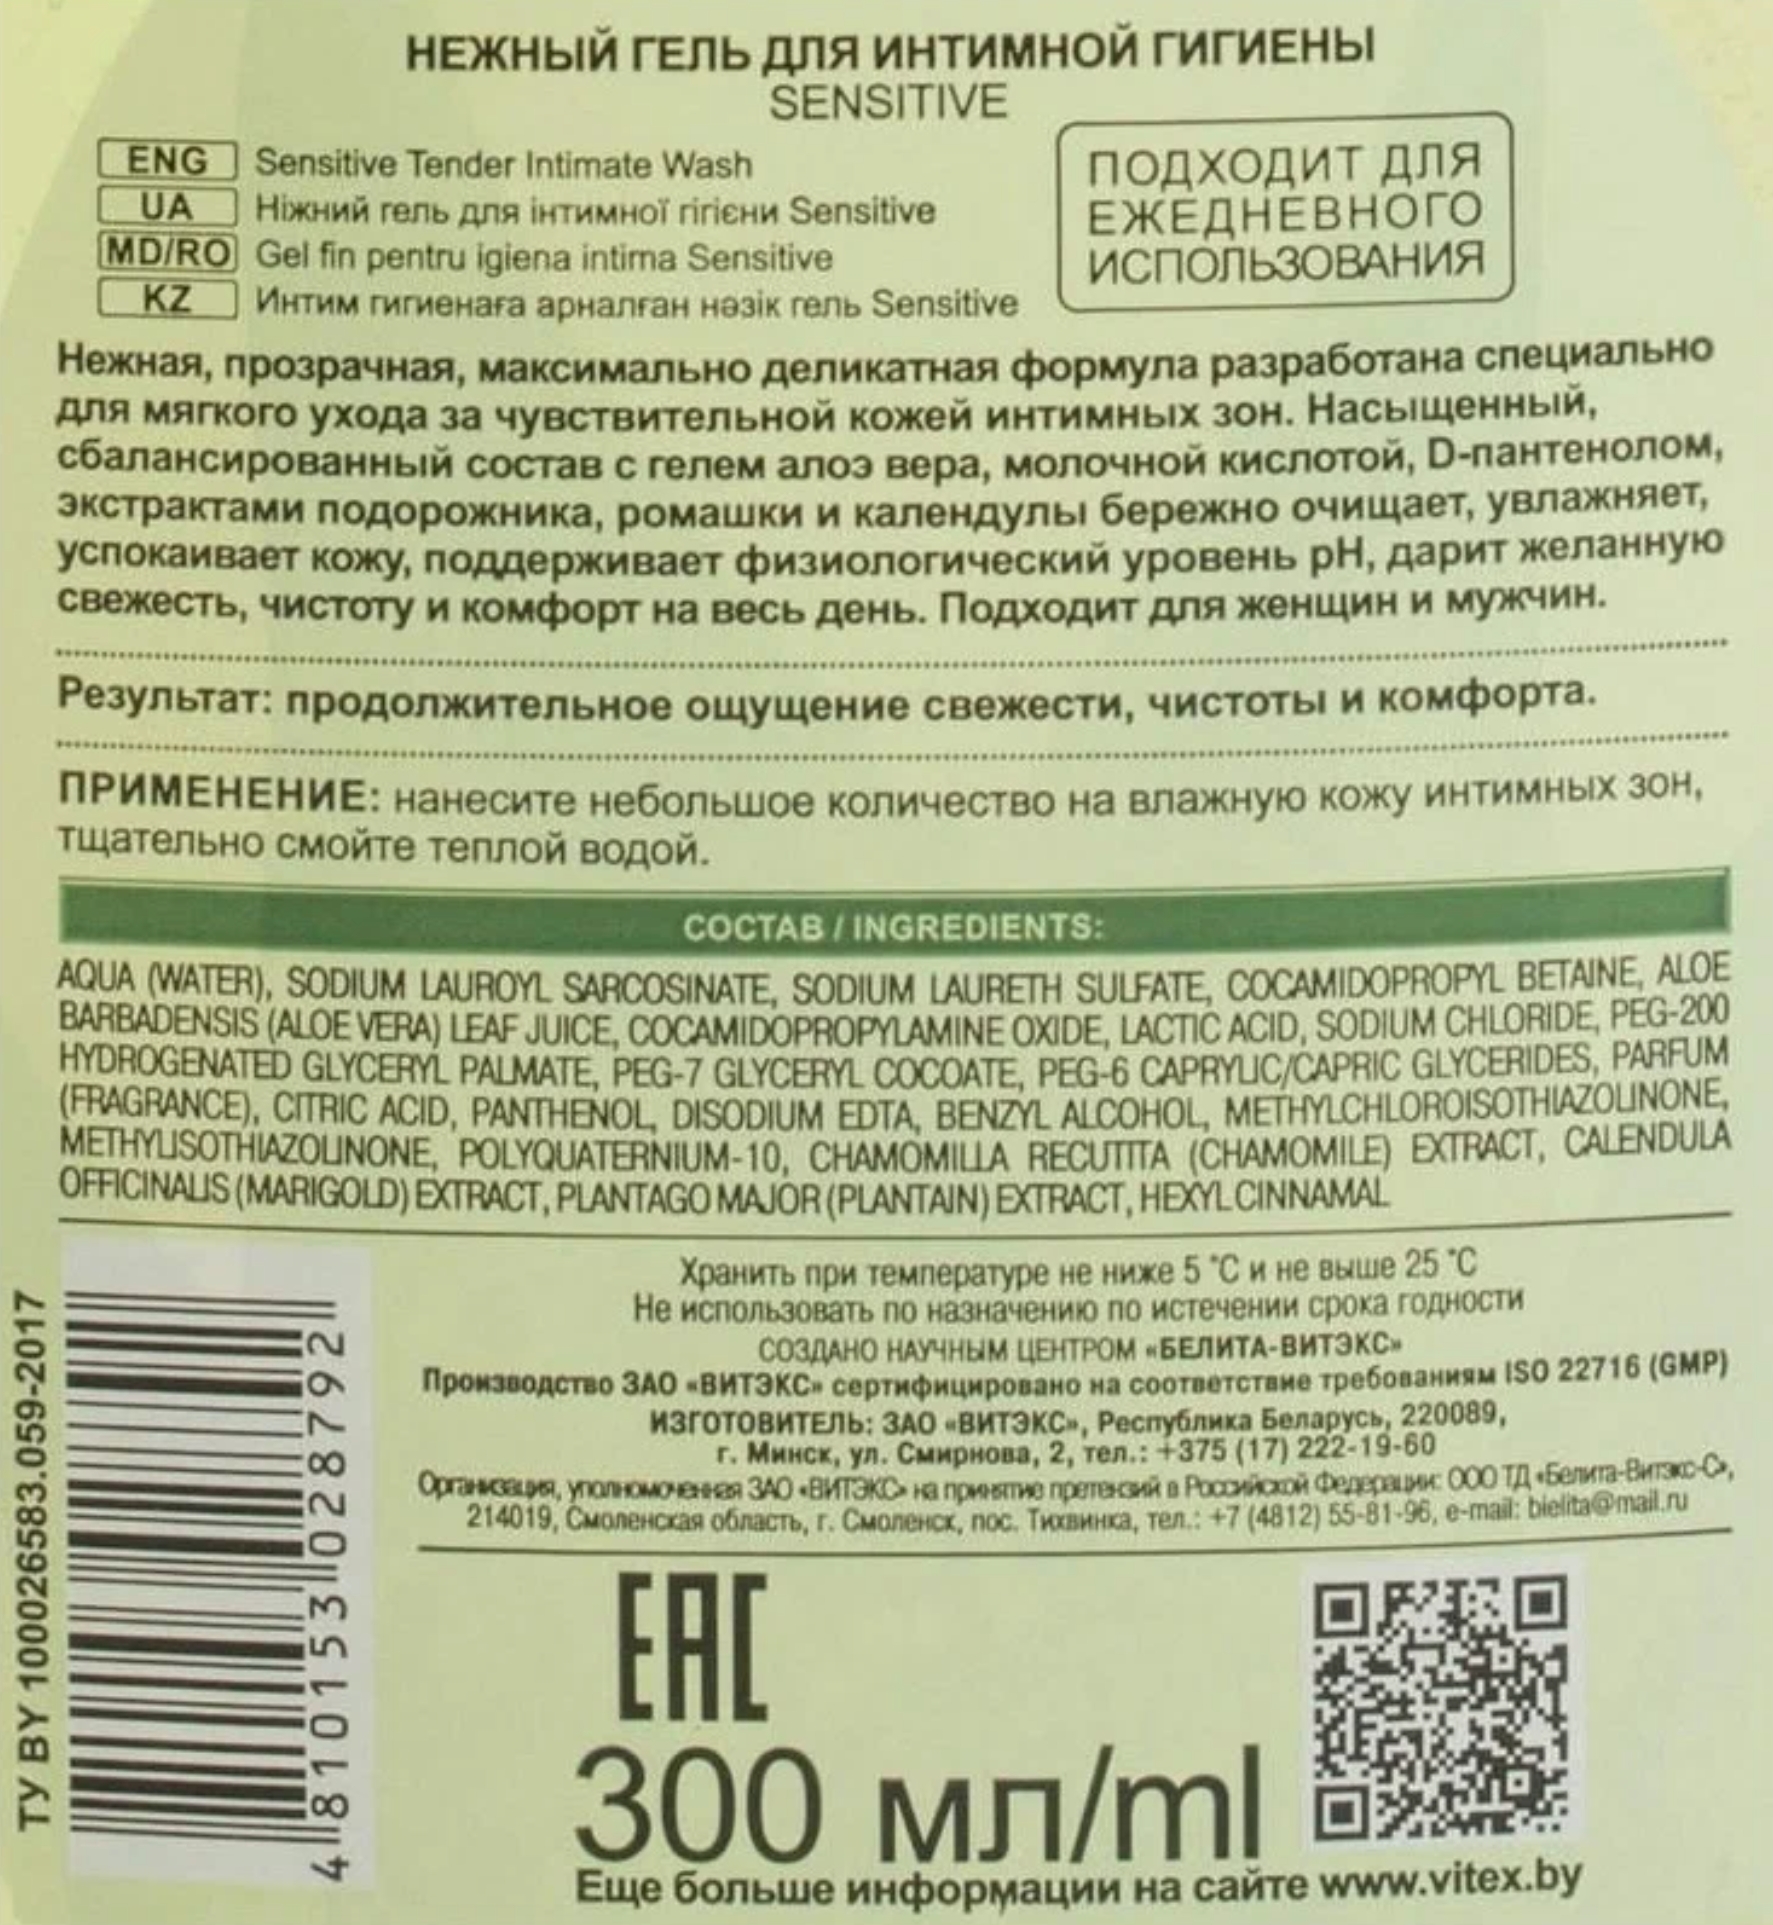 НЕЖНЫЙ ГЕЛЬ ДЛЯ ИНТИМНОЙ ГИГИЕНЫ
SENSITIVE
ENG Sensitive Tender Intimate Wash
UA Ніжний гель для інтимної гігієни Sensitive
MD/RO Gel fin pentru igiena intima Sensitive
KZ Интим гигиенаға арналған нәзік гель Sensitive
ПОДХОДИТ ДЛЯ
ЕЖЕДНЕВНОГО
ИСПОЛЬЗОВАНИЯ
Нежная, прозрачная, максимально деликатная формула разработана специально
для мягкого ухода за чувствительной кожей интимных зон. Насыщенный,
сбалансированный состав с гелем алоэ вера, молочной кислотой, D-пантенолом,
экстрактами подорожника, ромашки и календулы бережно очищает, увлажняет,
успокаивает кожу, поддерживает физиологический уровень pH, дарит желанную
свежесть, чистоту и комфорт на весь день. Подходит для женщин и мужчин.
Результат: продолжительное ощущение свежести, чистоты и комфорта.
ПРИМЕНЕНИЕ: нанесите небольшое количество на влажную кожу интимных зон,
тщательно смойте теплой водой.
СОСТАВ / INGREDIENTS:
AQUA (WATER), SODIUM LAUROYL SARCOSINATE, SODIUM LAURETH SULFATE, COCAMIDOPROPYL BETAINE, ALOE
BARBADENSIS (ALOE VERA) LEAF JUICE, COCAMIDOPROPYLAMINE OXIDE, LACTIC ACID, SODIUM CHLORIDE, PEG-200
HYDROGENATED GLYCERYL PALMATE, PEG-7 GLYCERYL COCOATE, PEG-6 CAPRYLIC/CAPRIC GLYCERIDES, PARFUM
(FRAGRANCE), CITRIC ACID, PANTHENOL, DISODIUM EDTA, BENZYL ALCOHOL, METHYLCHLOROISOTHIAZOLINONE,
METHYLISOTHIAZOLINONE, POLYQUATERNIUM-10, CHAMOMILLA RECUTITA (CHAMOMILE) EXTRACT, CALENDULA
OFFICINALIS (MARIGOLD) EXTRACT, PLANTAGO MAJOR (PLANTAIN) EXTRACT, HEXYL CINNAMAL
Хранить при температуре не ниже 5 °C и не выше 25 °C
Не использовать по назначению по истечении срока годности
СОЗДАНО НАУЧНЫМ ЦЕНТРОМ «БЕЛИТА-ВИТЭКС»
Производство ЗАО «ВИТЭКС» сертифицировано на соответствие требованиям ISO 22716 (GMP)
ИЗГОТОВИТЕЛЬ: ЗАО «ВИТЭКС», Республика Беларусь, 220089,
г. Минск, ул. Смирнова, 2, тел.: +375 (17) 222-19-60
Организация, уполномоченная ЗАО «ВИТЭКС» на принятие претензий в Российской Федерации: ООО ТД «Белита-Витэкс-С»,
214019, Смоленская область, г. Смоленск, пос. Тихвинка, тел.: +7 (4812) 55-81-96, e-mail: bielita@mail.ru
ТУ BY 100026583.059-2017
4 810153 028792
EAC
300 мл/ml
Еще больше информации на сайте www.vitex.by